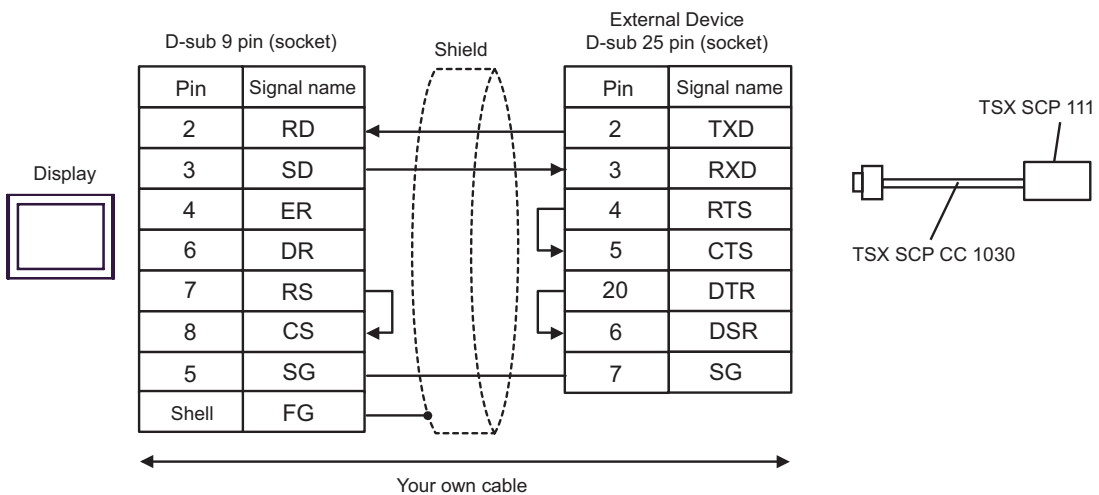 External Device
D-sub 9 pin (socket)
Shield
D-sub 25 pin (socket)
Pin Signal name
Pin Signal name
2 RD
2 TXD
3 SD
3 RXD
4 ER
4 RTS
6 DR
5 CTS
7 RS
20 DTR
8 CS
6 DSR
5 SG
7 SG
Shell FG
Display
TSX SCP 111
TSX SCP CC 1030
Your own cable